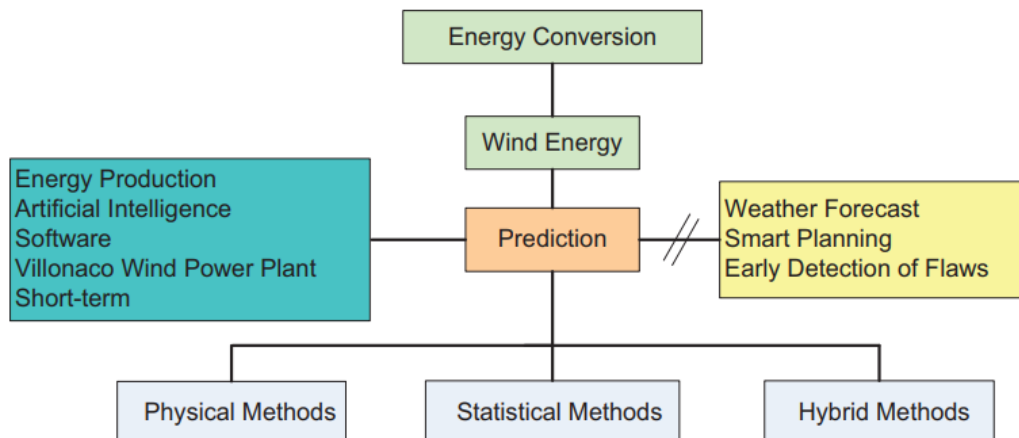 Energy Conversion
Wind Energy
Energy Production
Artificial Intelligence
Software
Villonaco Wind Power Plant
Short-term
Prediction
Weather Forecast
Smart Planning
Early Detection of Flaws
Physical Methods
Statistical Methods
Hybrid Methods